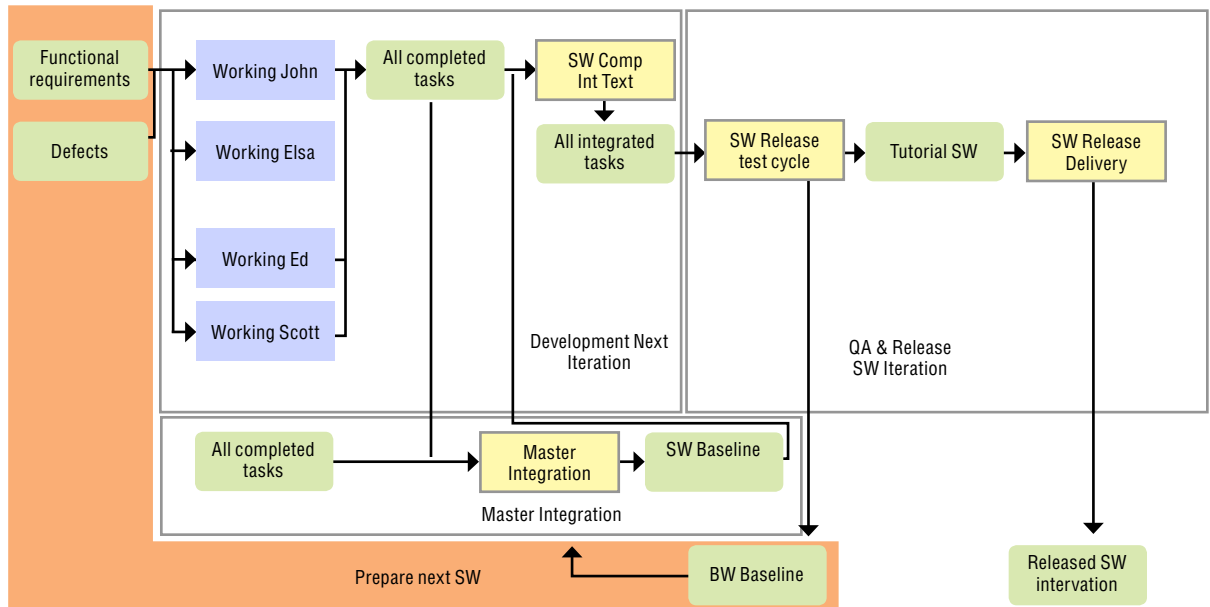 Functional
requirements
Defects
Working John
Working Elsa
Working Ed
Working Scott
All completed
tasks
SW Comp
Int Text
All integrated
tasks
Development Next
Iteration
SW Release
test cycle
Tutorial SW
SW Release
Delivery
QA & Release
SW Iteration
All completed
tasks
Master
Integration
SW Baseline
Master Integration
Prepare next SW
BW Baseline
Released SW
intervation